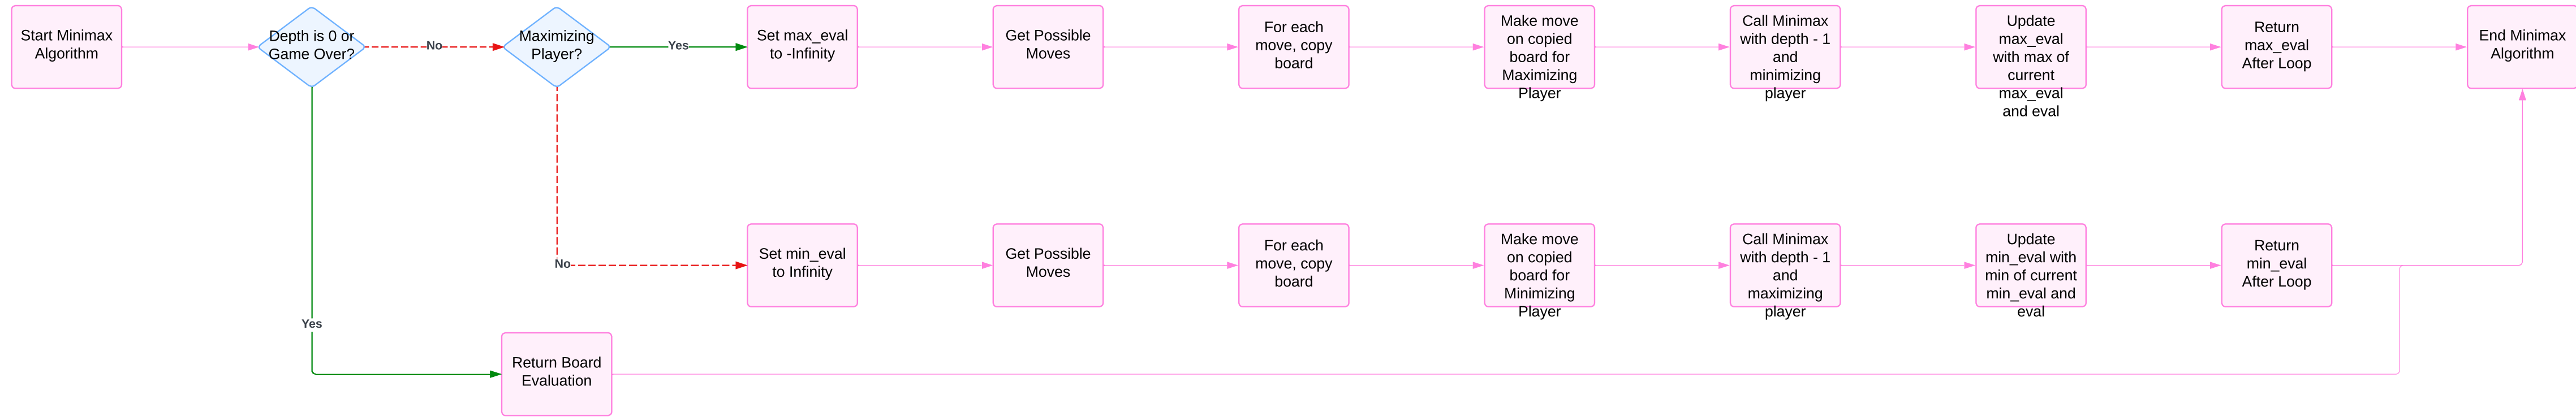 Start Minimax
Algorithm
Depth is 0 or
Game Over?
No
Maximizing
Player?
Yes
Set max_eval
to -Infinity
Get Possible
Moves
For each
move, copy
board
Make move
on copied
board for
Maximizing
Player
Call Minimax
with depth - 1
and
minimizing
player
Update
max_eval
with max of
current
max_eval
and eval
Return
max_eval
After Loop
End Minimax
Algorithm
No
Set min_eval
to Infinity
Get Possible
Moves
For each
move, copy
board
Make move
on copied
board for
Minimizing
Player
Call Minimax
with depth - 1
and
maximizing
player
Update
min_eval with
min of current
min_eval and
eval
Return
min_eval
After Loop
Yes
Return Board
Evaluation